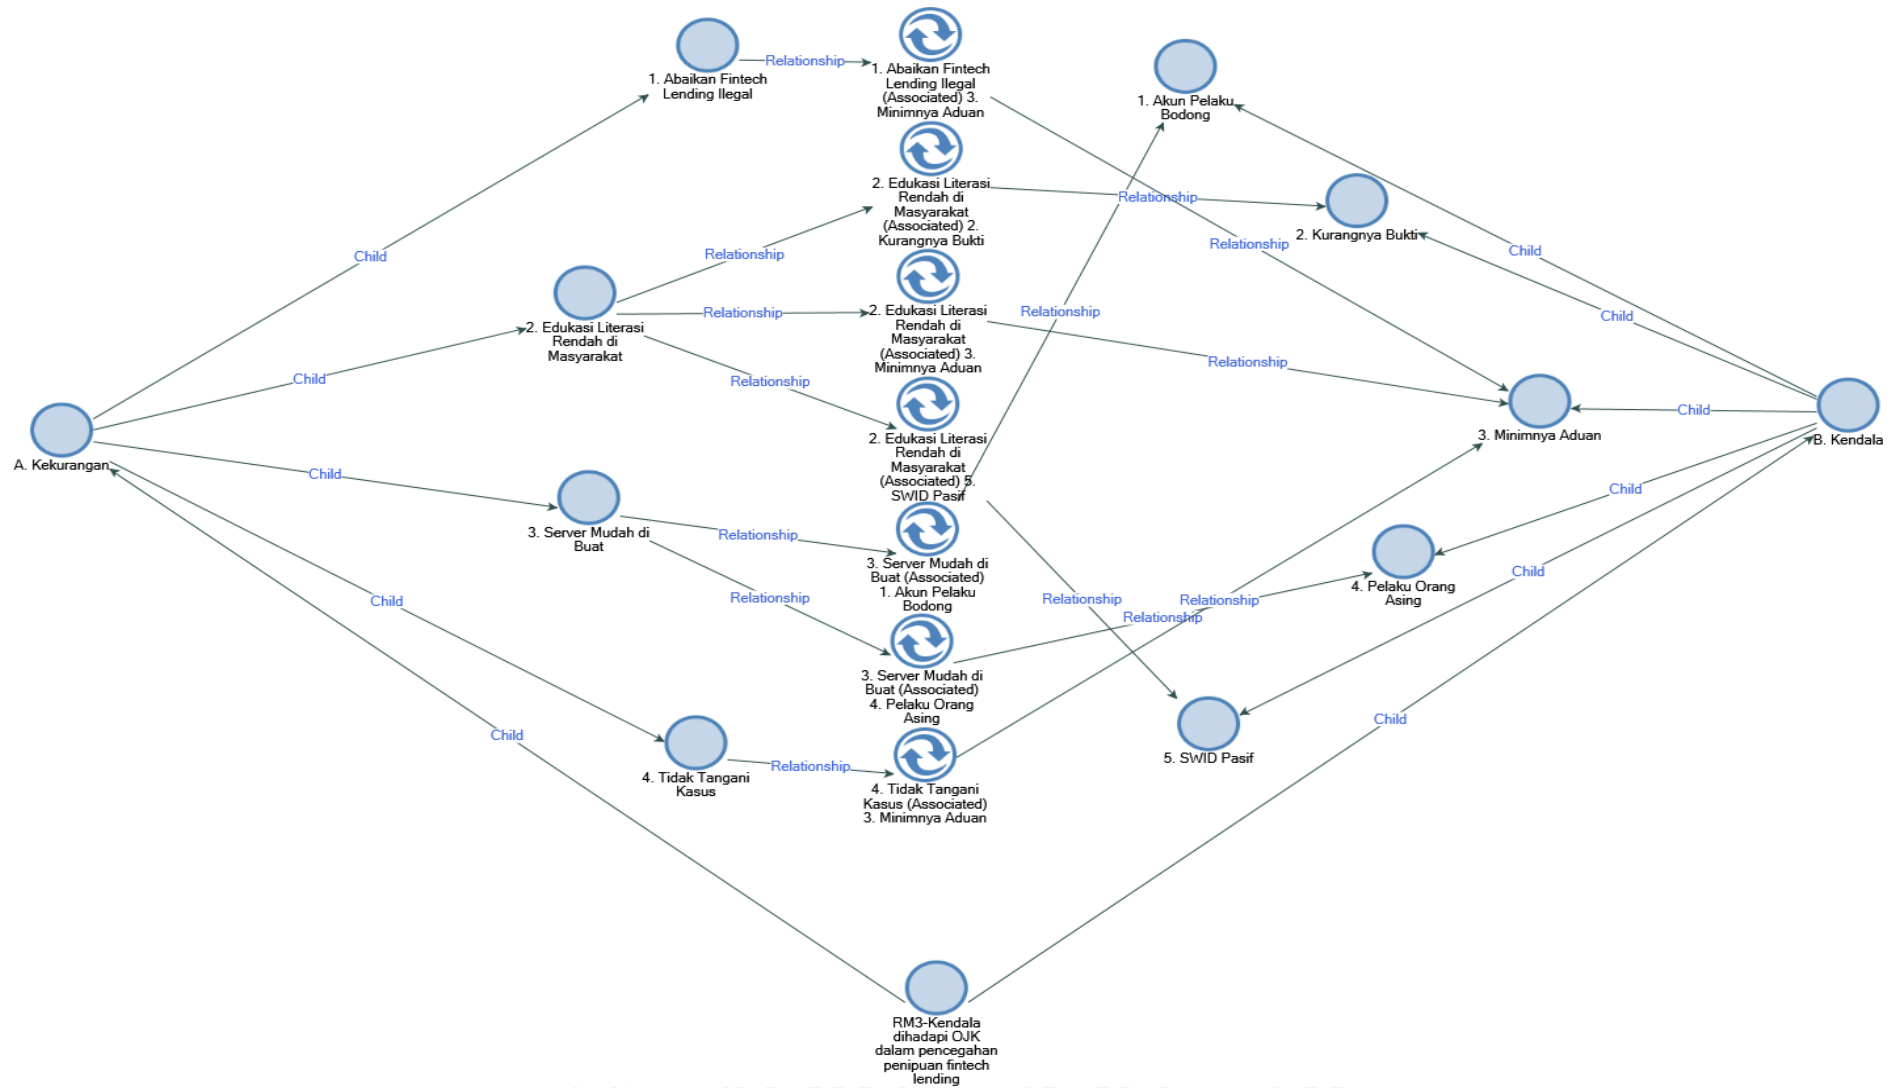 1. Abaikan Fintech
Lending Ilegal
Relationship
1. Abaikan Fintech
Lending Ilegal
(Associated) 3.
Minimnya Aduan
1. Akun Pelaku
Bodong
2. Edukasi Literasi
Rendah di
Masyarakat
(Associated) 2.
Kurangnya Bukti
Relationship
2. Kurangnya Bukti
Relationship
Child
Child
Relationship
2. Edukasi Literasi
Rendah di
Masyarakat
Relationship
2. Edukasi Literasi
Rendah di
Masyarakat
(Associated) 3.
Minimnya Aduan
Relationship
Child
Relationship
Child
Relationship
2. Edukasi Literasi
Rendah di
Masyarakat
(Associated) 5.
SWID Pasif
3. Minimnya Aduan
Child
B. Kendala
A. Kekurangan
Child
3. Server Mudah di
Buat
Relationship
3. Server Mudah di
Buat (Associated)
1. Akun Pelaku
Bodong
Child
4. Pelaku Orang
Asing
Child
Child
Relationship
Relationship
Relationship
Relationship
3. Server Mudah di
Buat (Associated)
4. Pelaku Orang
Asing
5. SWID Pasif
Child
Child
4. Tidak Tangani
Kasus
Relationship
4. Tidak Tangani
Kasus (Associated)
3. Minimnya Aduan
RM3-Kendala
dihadapi OJK
dalam pencegahan
penipuan fintech
lending